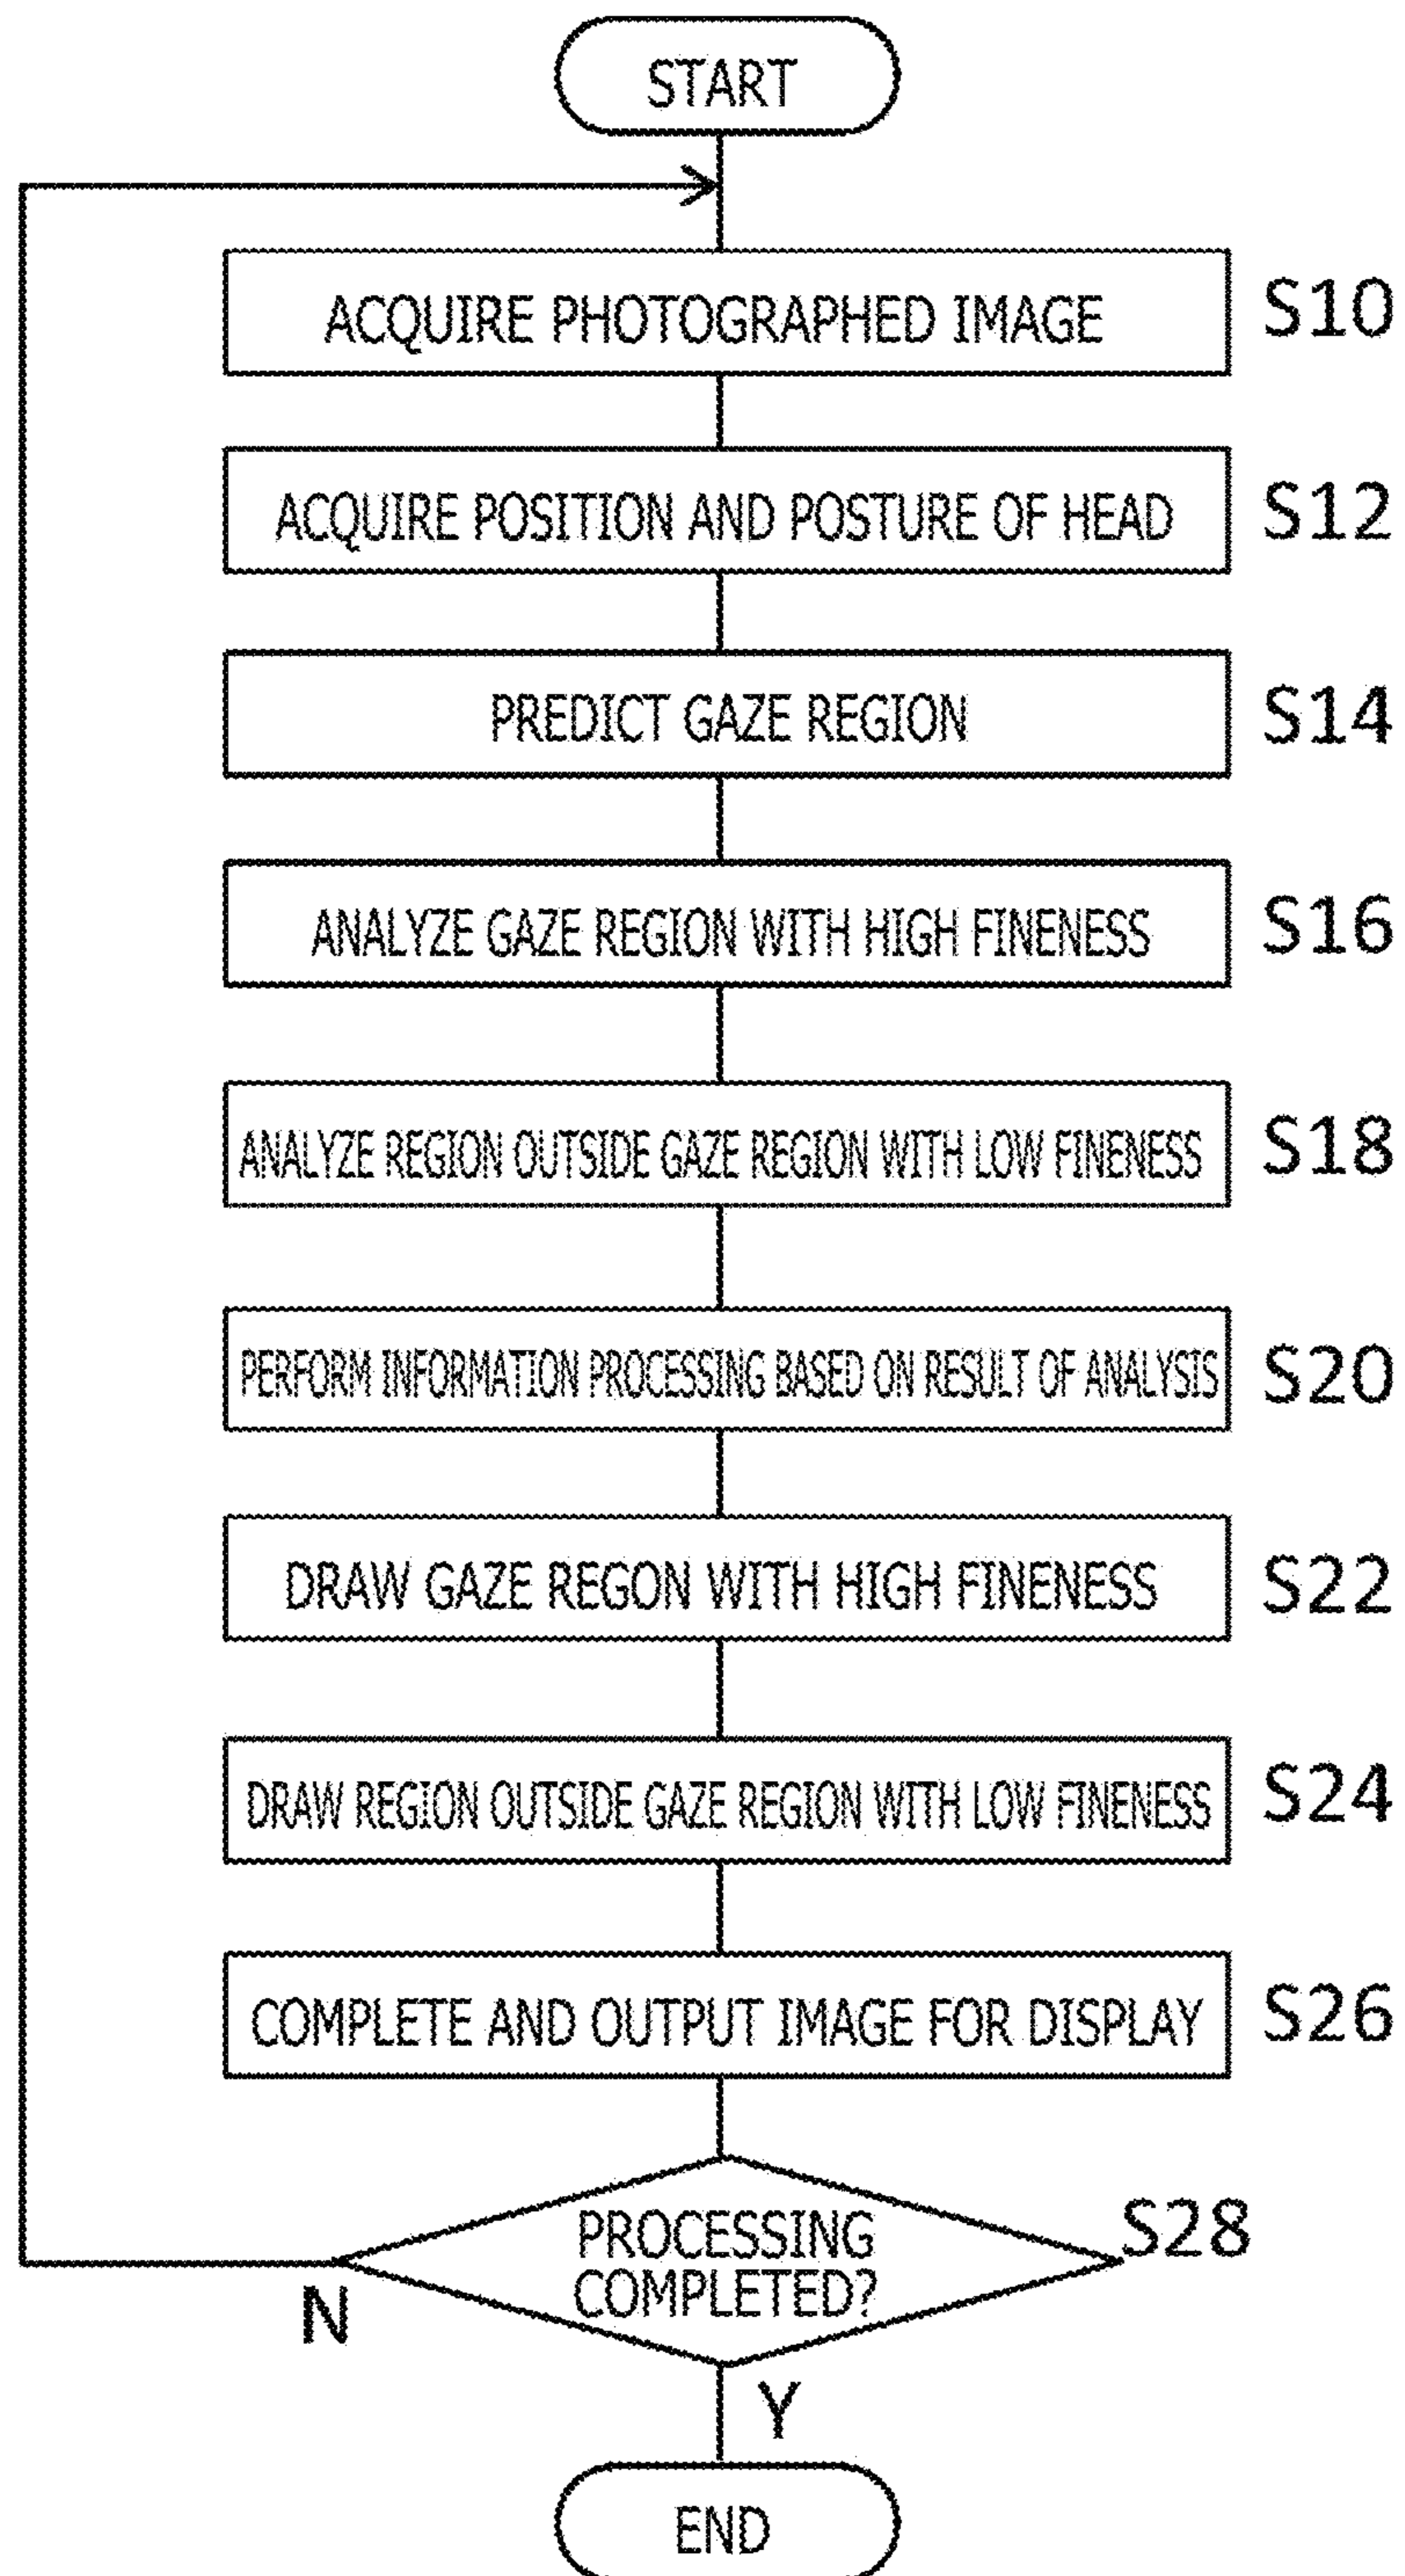 START
ACQUIRE PHOTOGRAPHED IMAGE S10
ACQUIRE POSITION AND POSTURE OF HEAD S12
PREDICT GAZE REGION S14
ANALYZE GAZE REGION WITH HIGH FINENESS S16
ANALYZE REGION OUTSIDE GAZE REGION WITH LOW FINENESS S18
PERFORM INFORMATION PROCESSING BASED ON RESULT OF ANALYSIS S20
DRAW GAZE REGON WITH HIGH FINENESS S22
DRAW REGION OUTSIDE GAZE REGION WITH LOW FINENESS S24
COMPLETE AND OUTPUT IMAGE FOR DISPLAY S26
PROCESSING
COMPLETED?
S28
N
Y
END